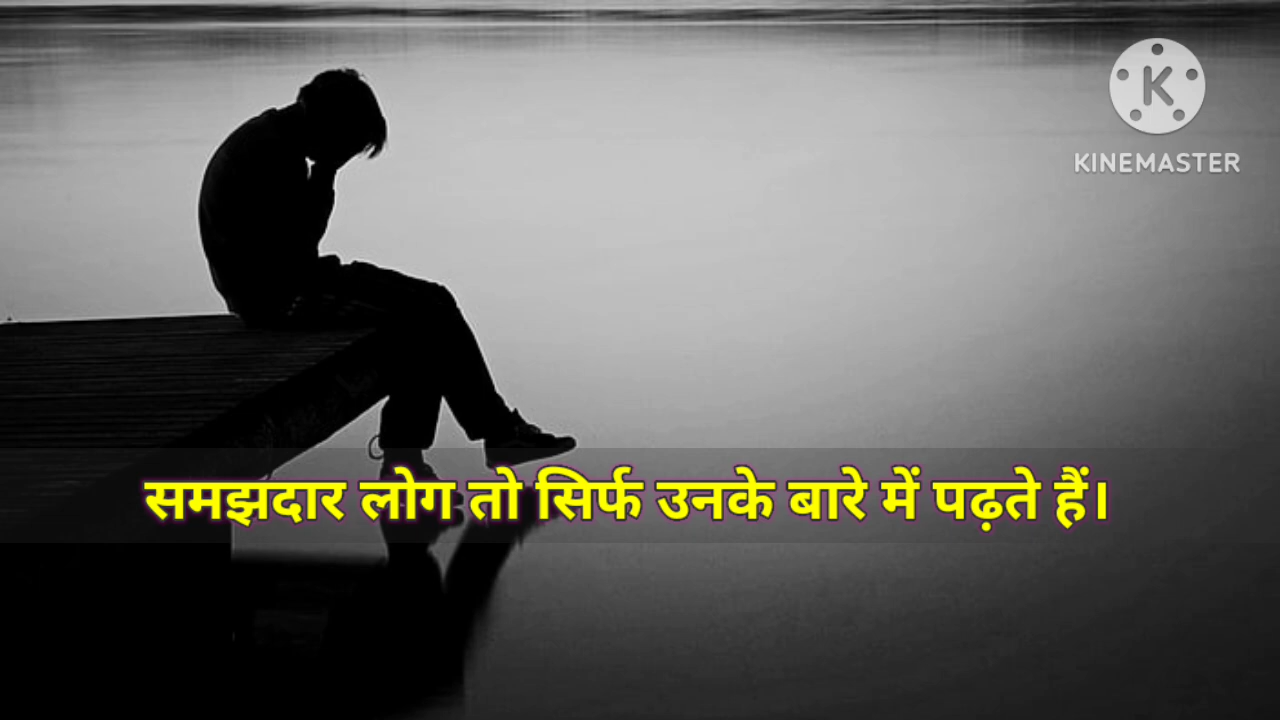 KINEMASTER
समझदार लोग तो सिर्फ उनके बारे में पढ़ते हैं।